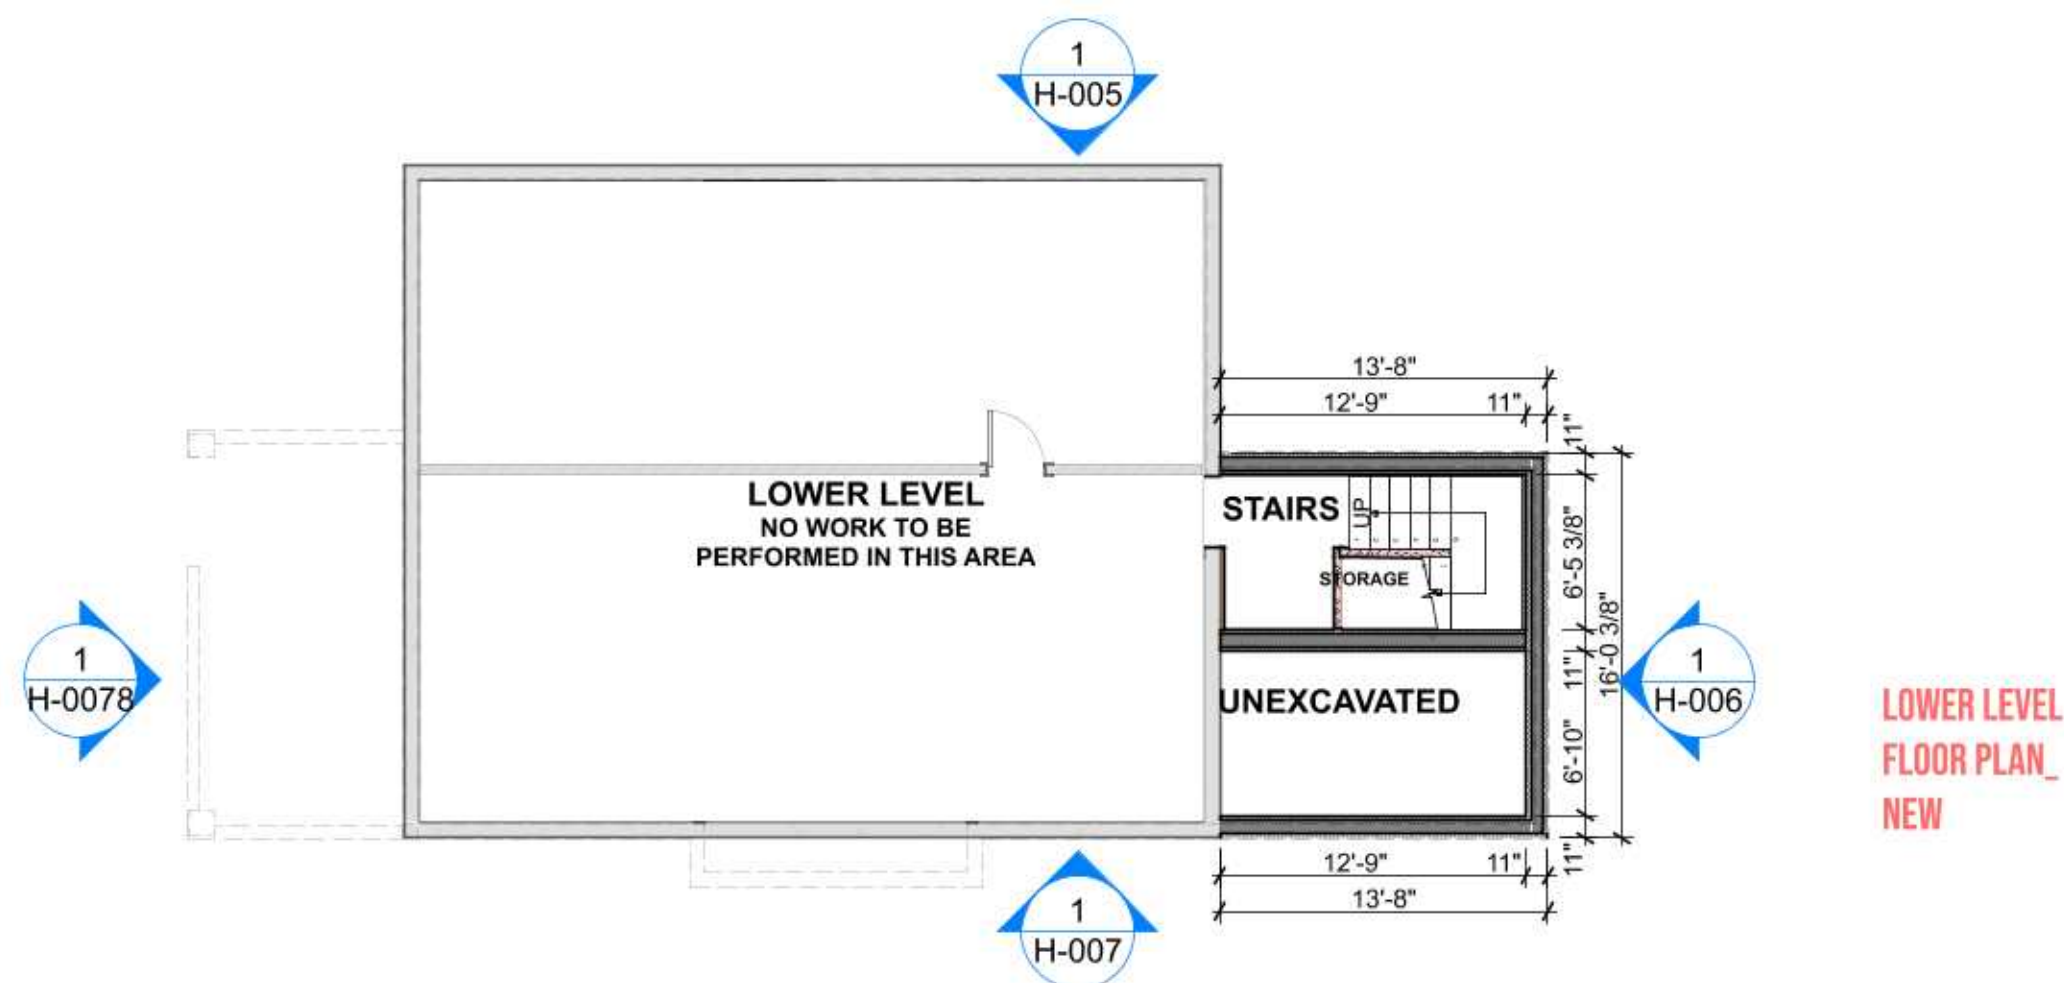 1
H-005
13'-8"
12'-9" 11"
11"
LOWER LEVEL
NO WORK TO BE
PERFORMED IN THIS AREA
STAIRS
UP
STORAGE
6'-5 3/8"
16'-0 3/8"
1
H-0078
11"
1
H-006
UNEXCAVATED
6'-10"
LOWER LEVEL
FLOOR PLAN_
NEW
12'-9" 11"
11"
13'-8"
1
H-007